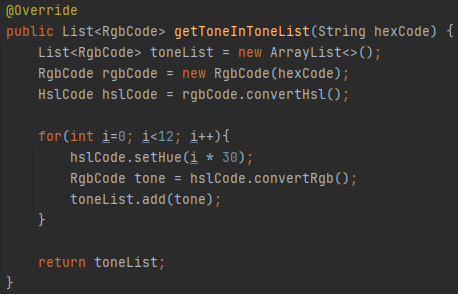 @Override
public List<RgbCode> getToneInToneList(String hexCode) {
    List<RgbCode> toneList = new ArrayList<>();
    RgbCode rgbCode = new RgbCode(hexCode);
    HslCode hslCode = rgbCode.convertHsl();

    for(int i=0; i<12; i++){
        hslCode.setHue(i * 30);
        RgbCode tone = hslCode.convertRgb();
        toneList.add(tone);
    }

    return toneList;
}